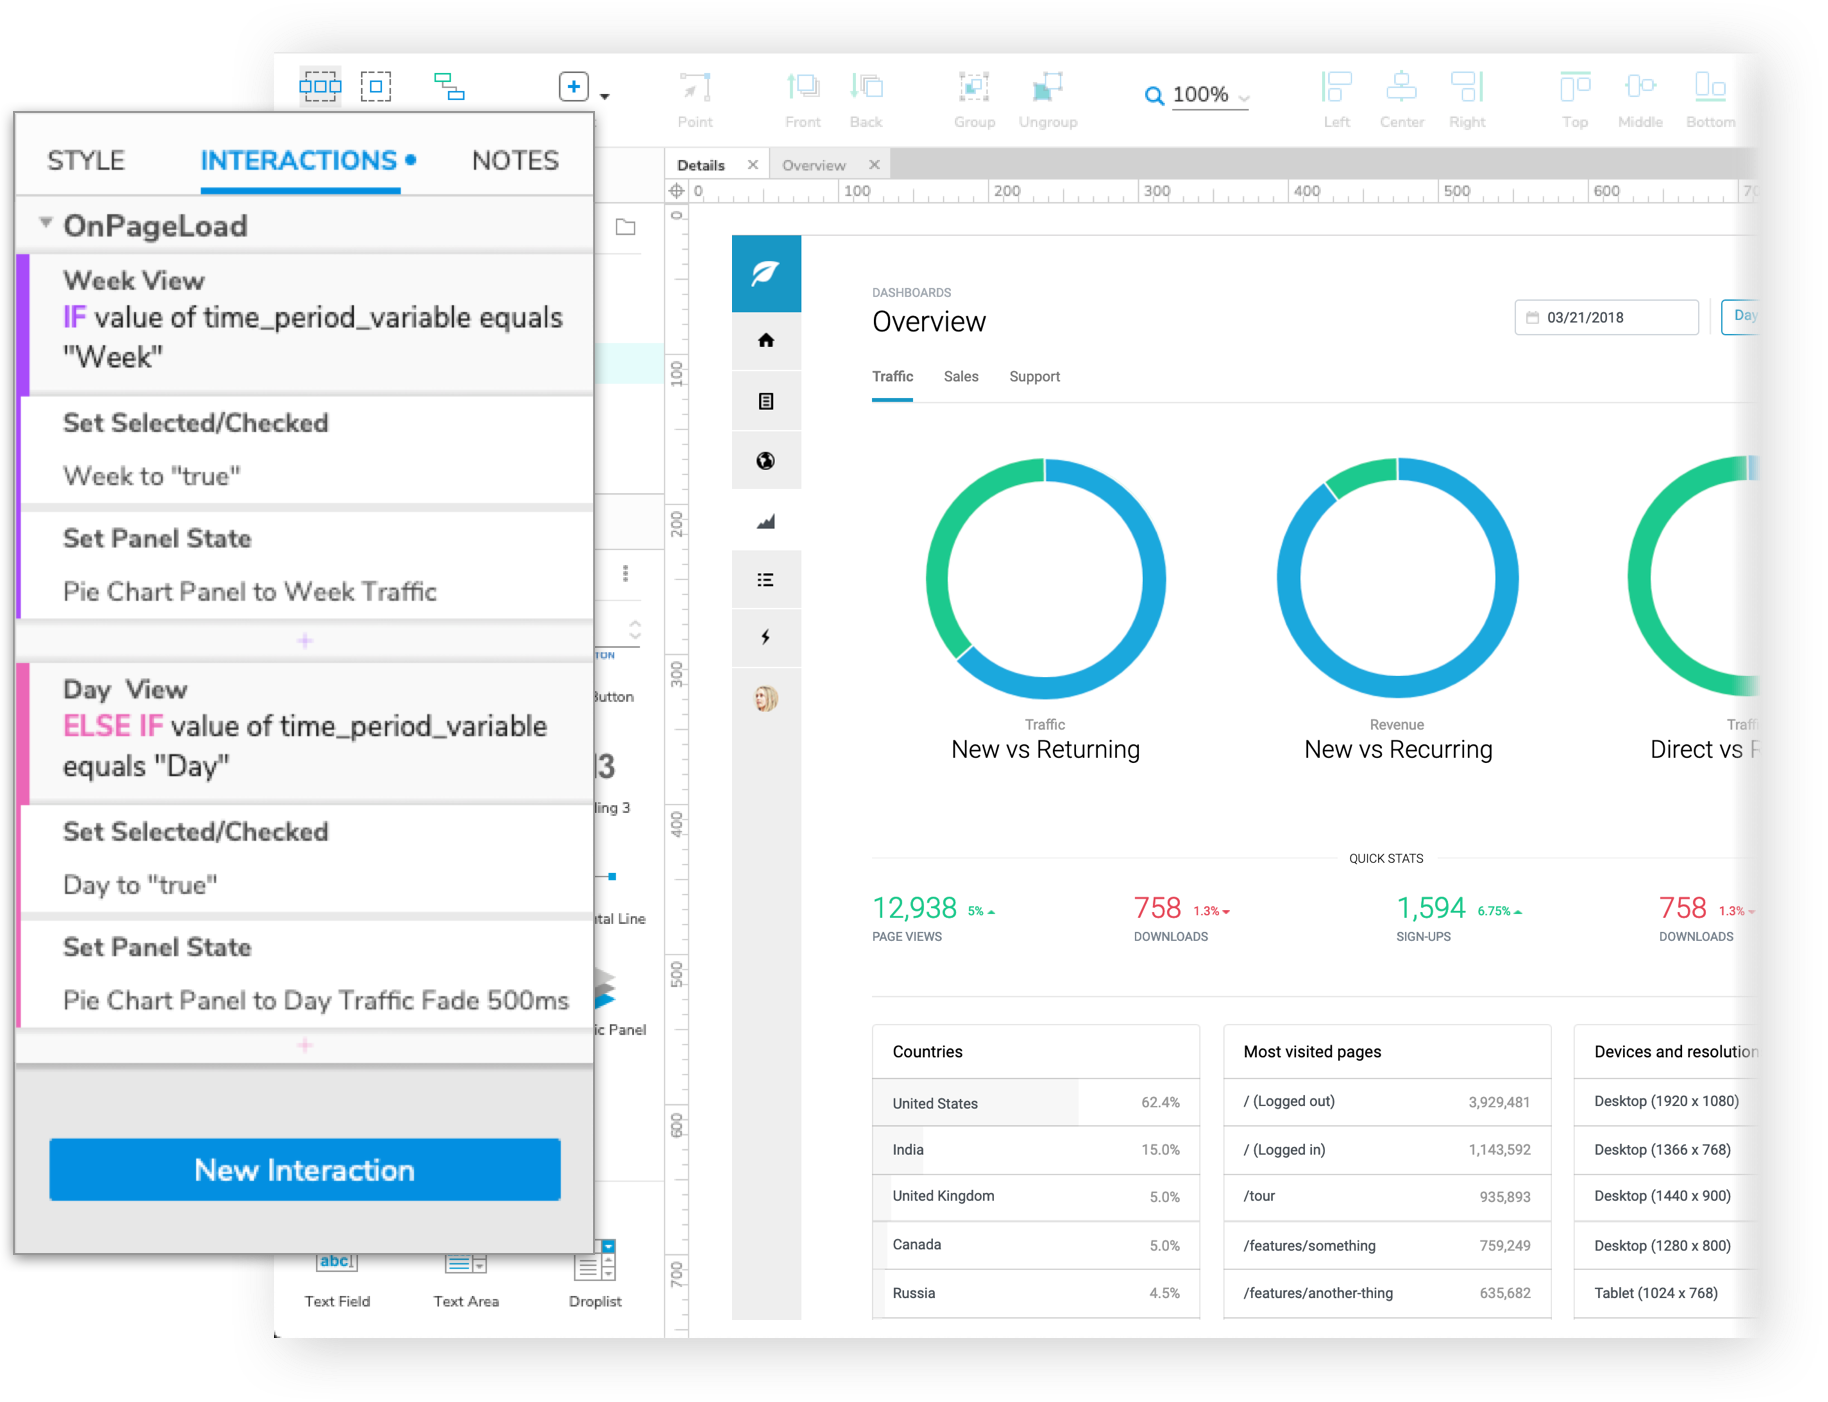 100%
Point
Front
Back
Group
Ungroup
Left
Center
Right
Top
Middle
Bottom
STYLE
INTERACTIONS
NOTES
OnPageLoad
Week View
IF value of time_period_variable equals
"Week"
Set Selected/Checked
Week to "true"
Set Panel State
Pie Chart Panel to Week Traffic
+
Day View
ELSE IF value of time_period_variable
equals "Day"
Set Selected/Checked
Day to "true"
Set Panel State
Pie Chart Panel to Day Traffic Fade 500ms
+
New Interaction
Button
ling 3
tal Line
ic Panel
abc
Text Field
Text Area
Droplist
Details
Overview
0 100 200 300 400 500 600
0
100
200
300
400
500
600
700
DASHBOARDS
Overview
03/21/2018
Day
Traffic
Sales
Support
Traffic
New vs Returning
Revenue
New vs Recurring
Direct vs
QUICK STATS
12,938 5%
PAGE VIEWS
758 1.3%
DOWNLOADS
1,594 6.75%
SIGN-UPS
758 1.3%
DOWNLOADS
Countries
United States 62.4%
India 15.0%
United Kingdom 5.0%
Canada 5.0%
Russia 4.5%
Most visited pages
/ (Logged out) 3,929,481
/ (Logged in) 1,143,592
/tour 935,893
/features/something 759,249
/features/another-thing 635,682
Devices and resolution
Desktop (1920 x 1080)
Desktop (1366 x 768)
Desktop (1440 x 900)
Desktop (1280 x 800)
Tablet (1024 x 768)